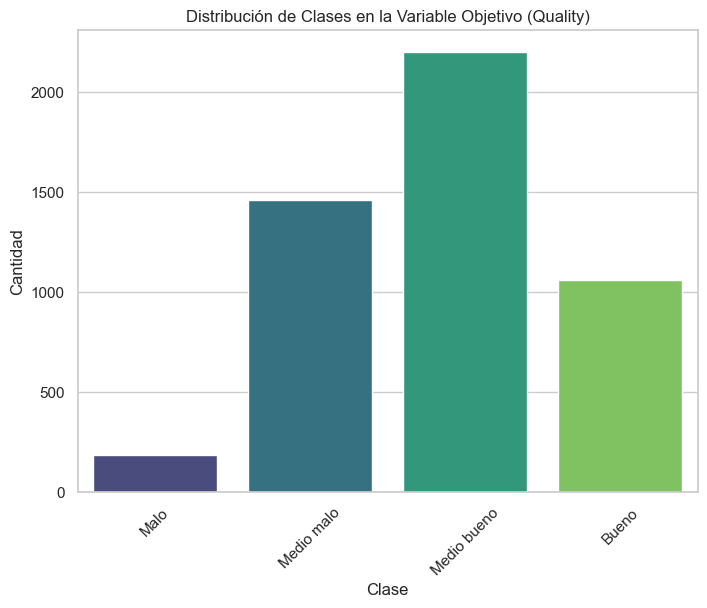 Distribución de Clases en la Variable Objetivo (Quality)
2000
1500
1000
500
0
Cantidad
Malo
Medio malo
Medio bueno
Bueno
Clase